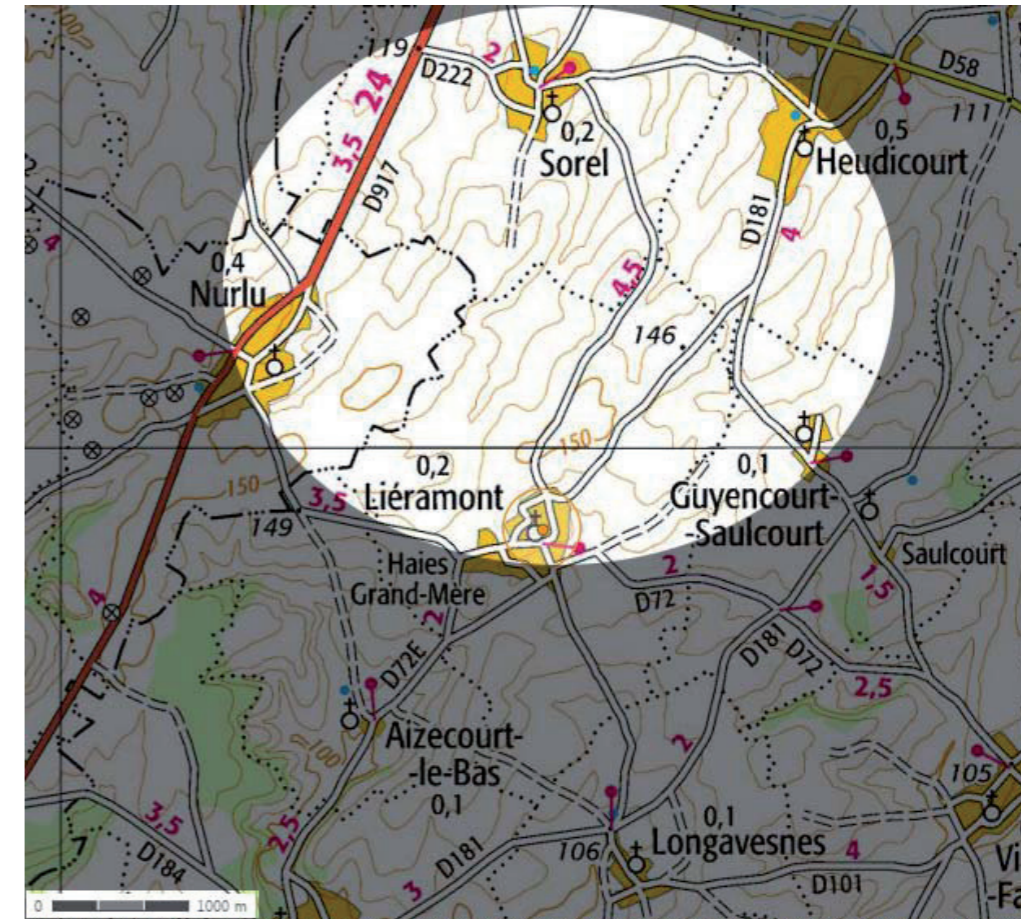 119
2
D222
24
3,5
D917
0,2
Sorel
D181
4
0,5
Heudicourt
D58
111
4
0,4
Nurlu
4,5
146
150
150
0,2
Liéramont
3,5
149
0,1
Guyencourt-
-Saulcourt
Saulcourt
Haies
Grand-Mère
2
D72
2
1,5
D72E
D181
D72
2,5
4
100
Aizecourt-
-le-Bas
0,1
2
105
3,5
2,5
D184
D181
3
106
0,1
Longavesnes
4
D101
Vi
-Fa
0
1000 m